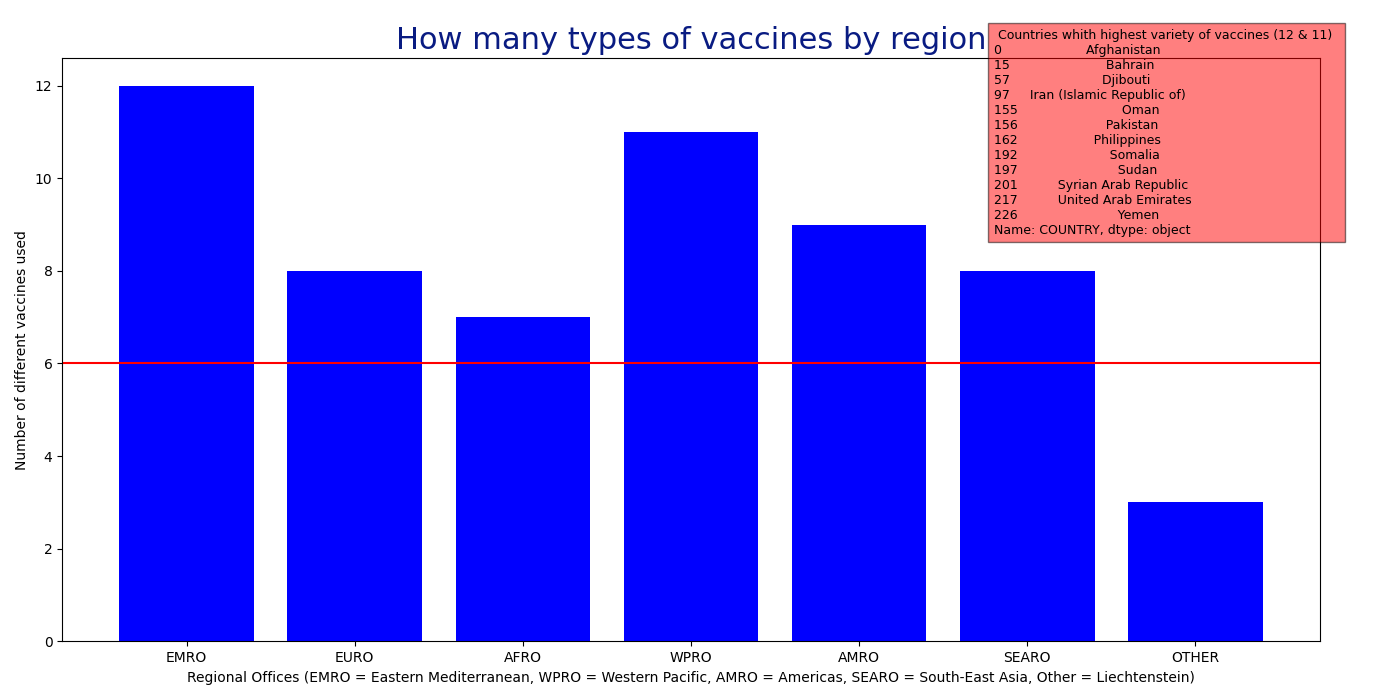 How many types of vaccines by region
Countries whith highest variety of vaccines (12 & 11)
0 Afghanistan
15 Bahrain
57 Djibouti
97 Iran (Islamic Republic of)
155 Oman
156 Pakistan
162 Philippines
192 Somalia
197 Sudan
201 Syrian Arab Republic
217 United Arab Emirates
226 Yemen
Name: COUNTRY, dtype: object
Number of different vaccines used
12
10
8
6
4
2
0
EMRO EURO AFRO WPRO AMRO SEARO OTHER
Regional Offices (EMRO = Eastern Mediterranean, WPRO = Western Pacific, AMRO = Americas, SEARO = South-East Asia, Other = Liechtenstein)